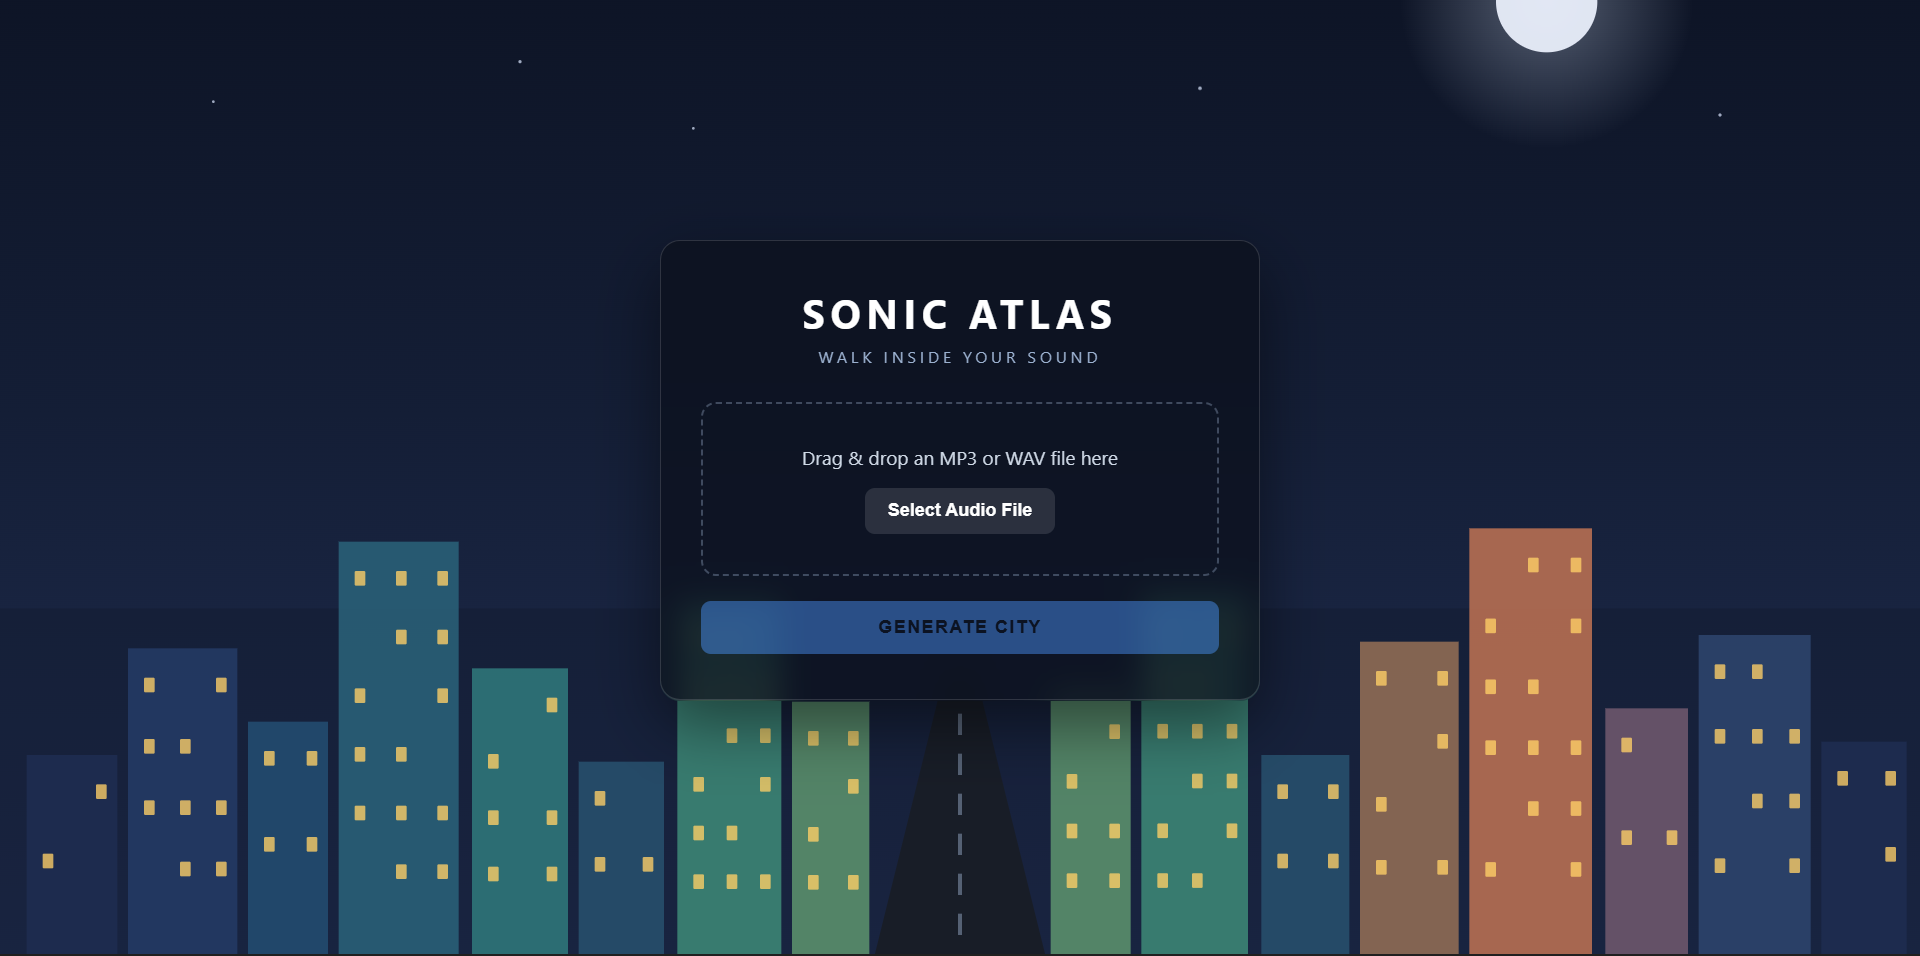 SONIC ATLAS
WALK INSIDE YOUR SOUND
Drag & drop an MP3 or WAV file here
Select Audio File
GENERATE CITY